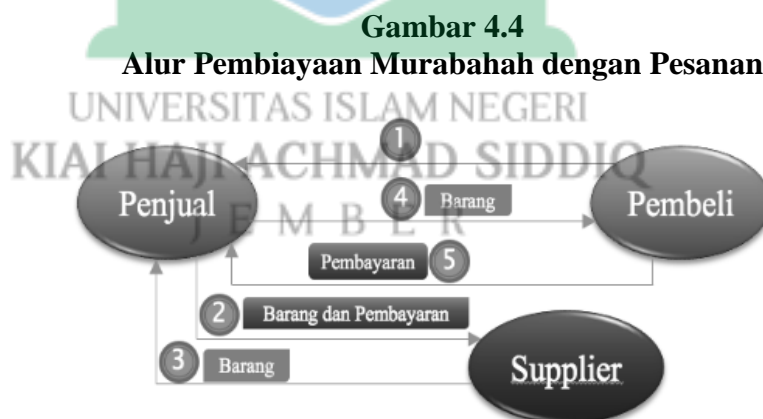 Gambar 4.4
Alur Pembiayaan Murabahah dengan Pesanan
UNIVERSITAS ISLAM NEGERI
KIAI HAJI ACHMAD SIDDIQ
JEMBER
1
Penjual
4 Barang
Pembeli
Pembayaran 5
2 Barang dan Pembayaran
3 Barang
Supplier